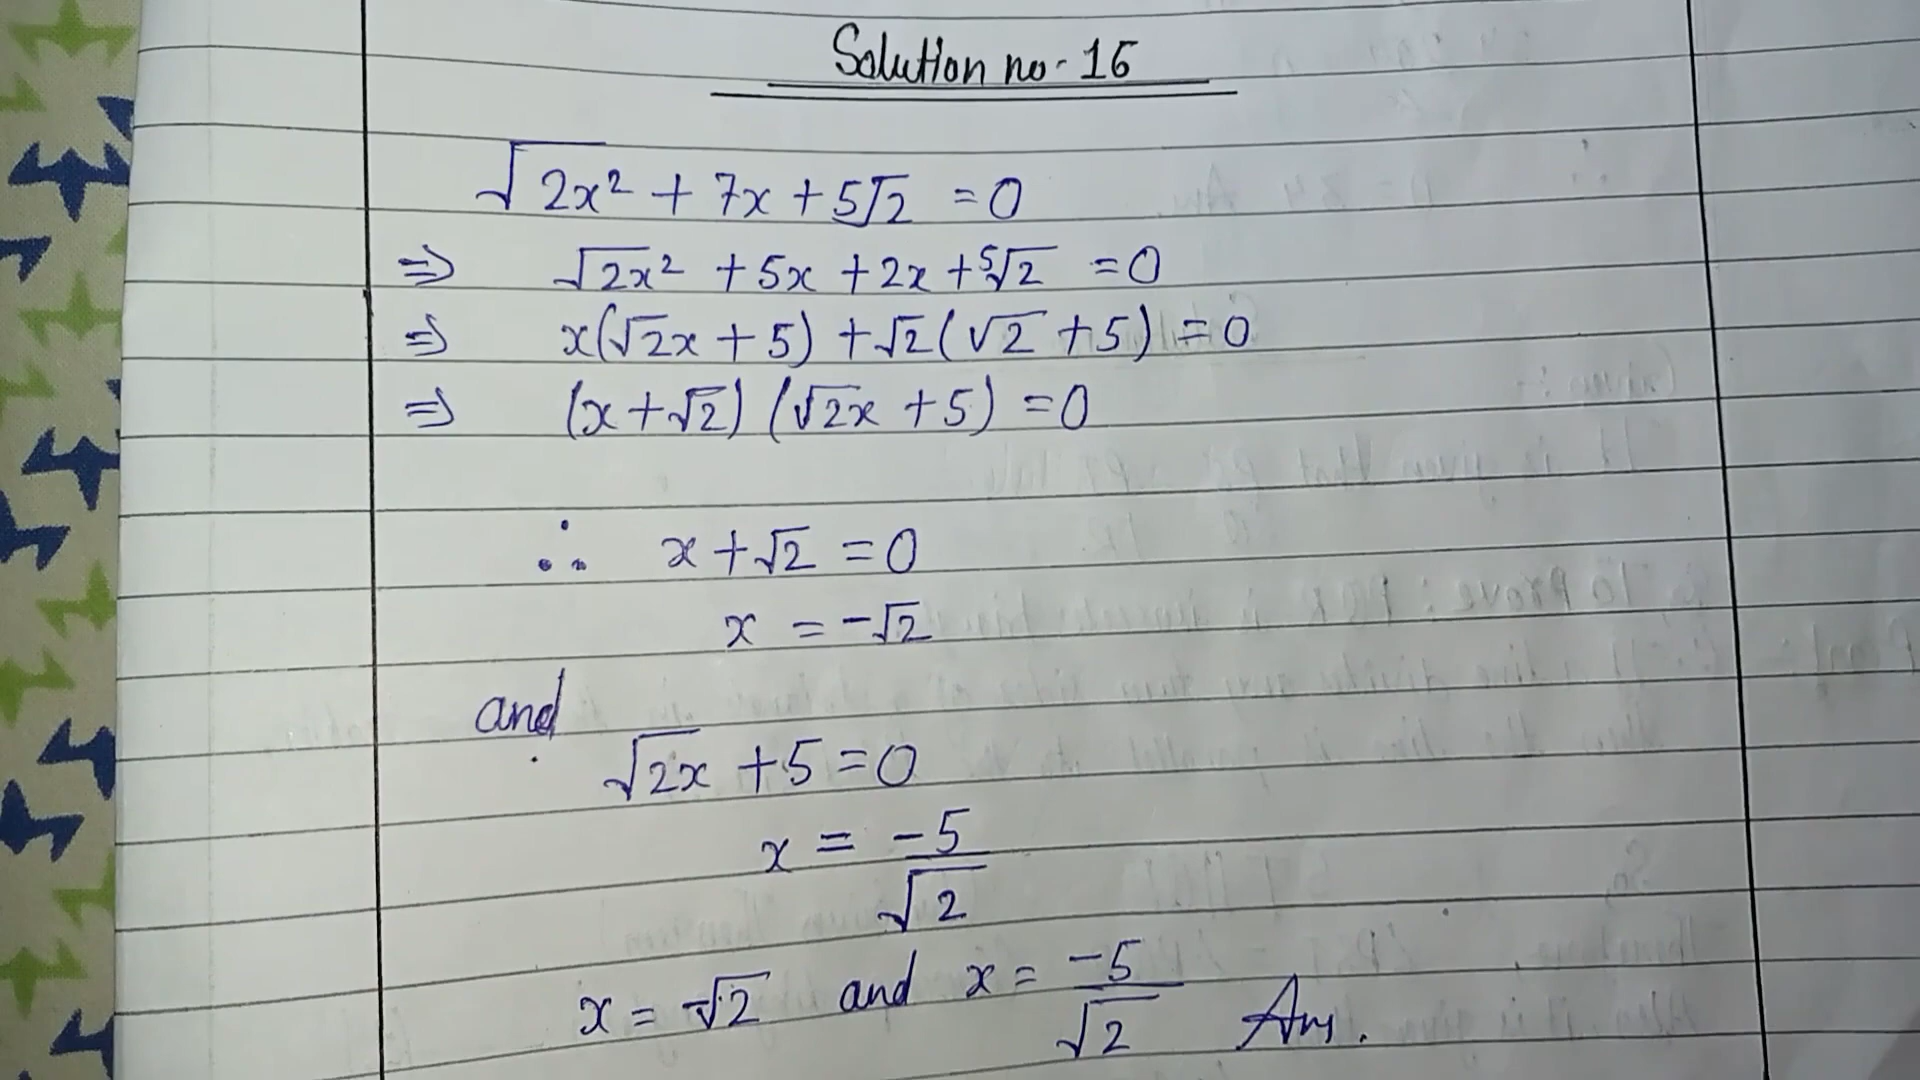 Solution no- 16
√2x² + 7x + 5√2 = 0
⇒ √2x² + 5x + 2x + 5√2 = 0
⇒ x(√2x + 5) + √2(√2 + 5) = 0
⇒ (x + √2) (√2x + 5) = 0
∴ x + √2 = 0
x = -√2
and
√2x + 5 = 0
x = -5/√2
x = -√2 and x = -5/√2 Ans.